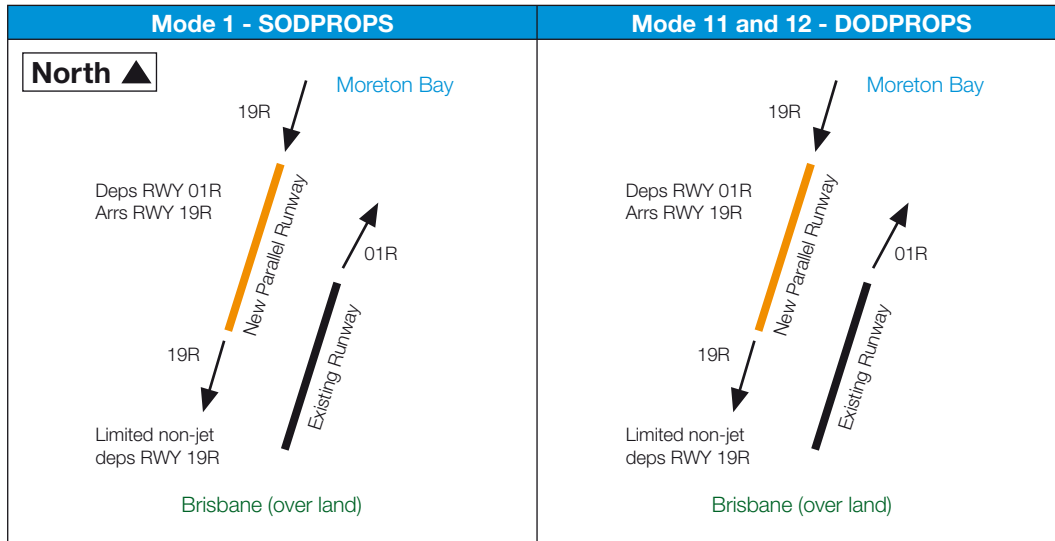 Mode 1 - SODPROPS
North
Moreton Bay
19R
Deps RWY 01R
Arrs RWY 19R
New Parallel Runway
01R
19R
Existing Runway
Limited non-jet
deps RWY 19R
Brisbane (over land)
Mode 11 and 12 - DODPROPS
Moreton Bay
19R
Deps RWY 01R
Arrs RWY 19R
New Parallel Runway
01R
19R
Existing Runway
Limited non-jet
deps RWY 19R
Brisbane (over land)